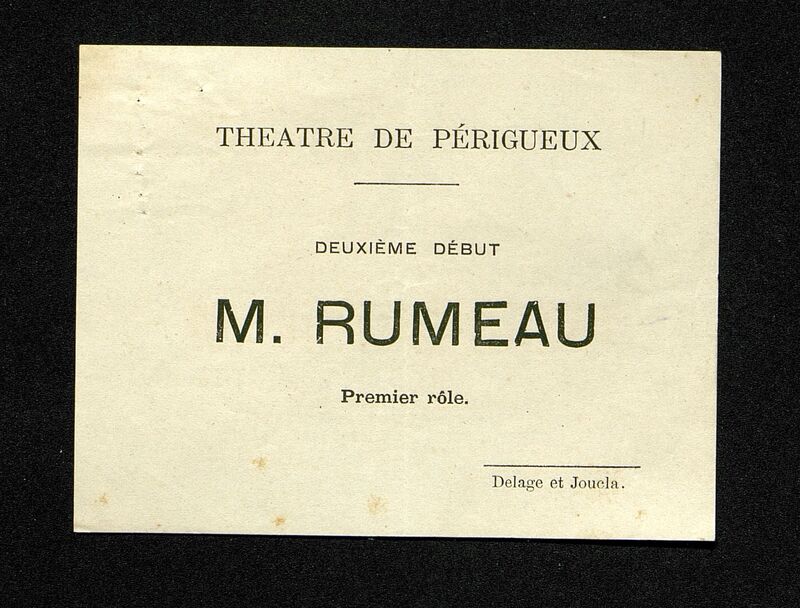 THEATRE DE PÉRIGUEUX
DEUXIÈME DÉBUT
M. RUMEAU
Premier rôle.
Delage et Joucla.